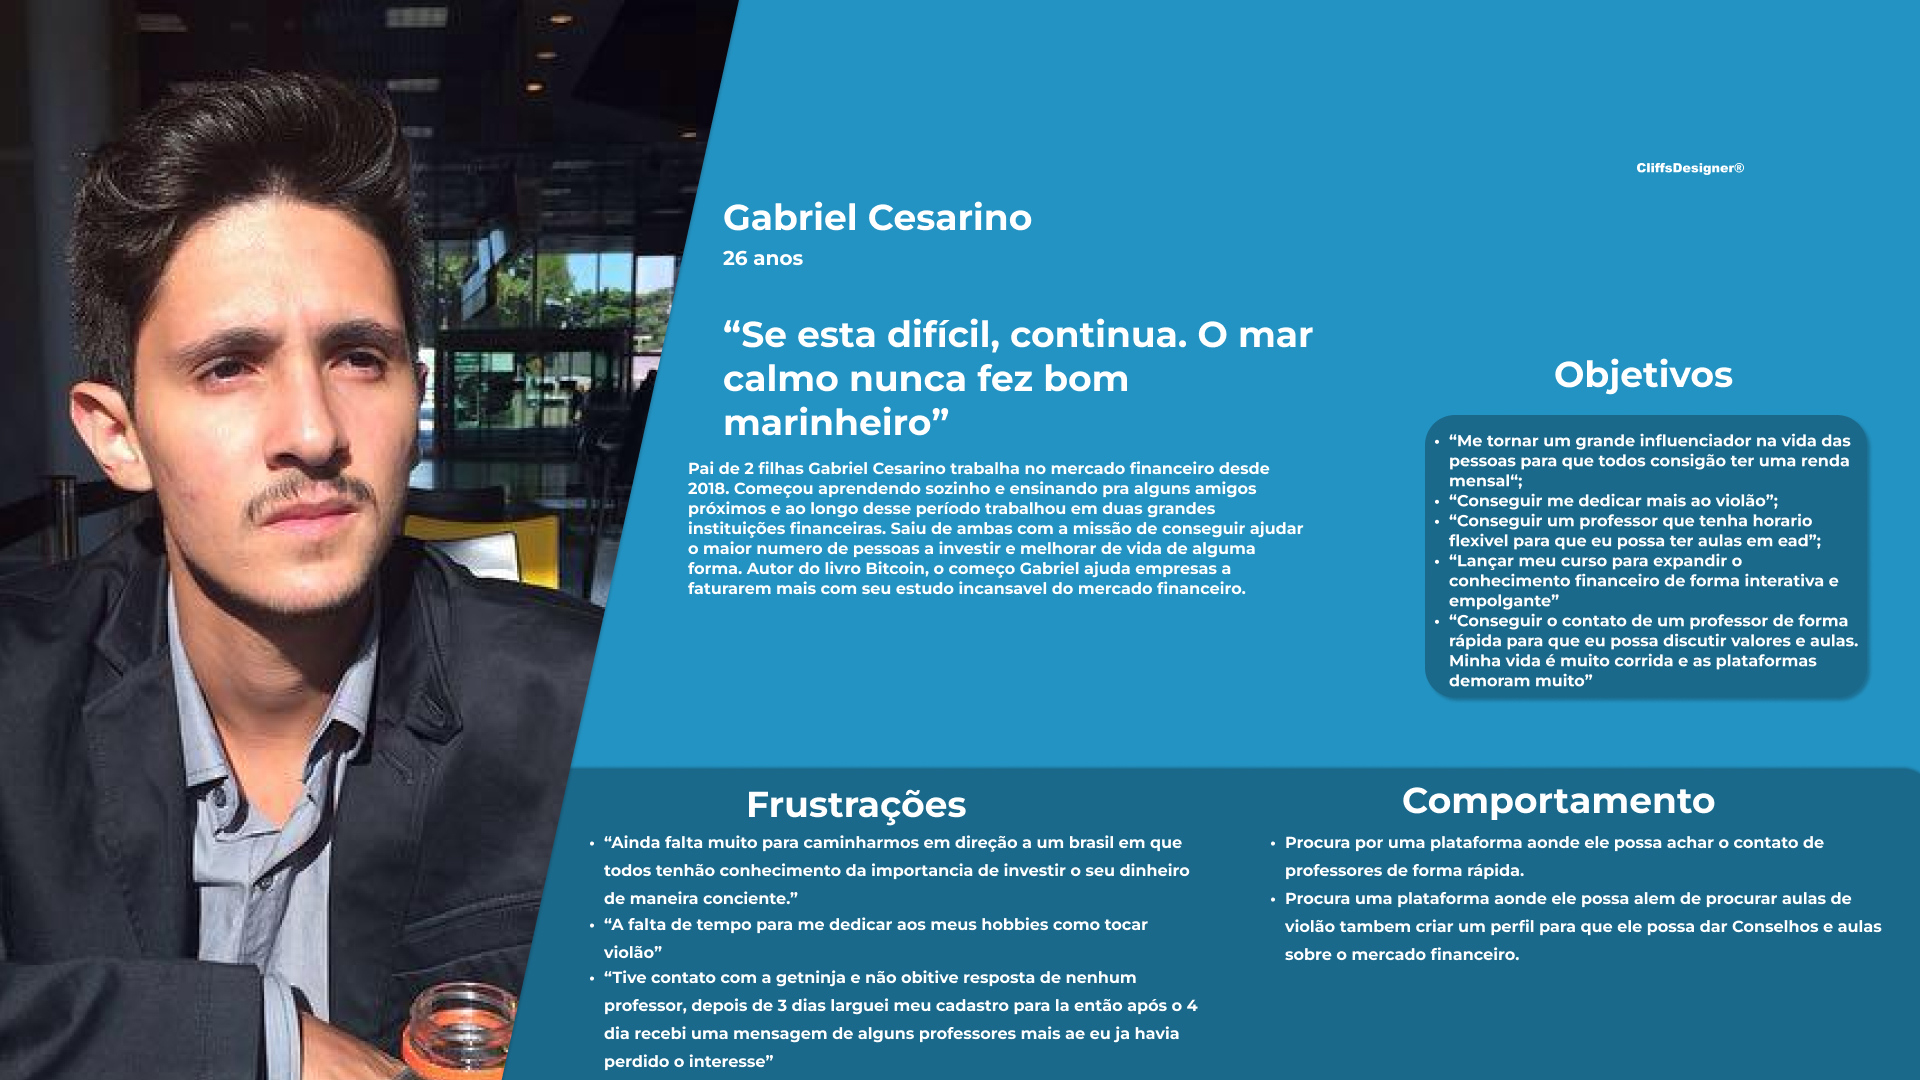 CliffsDesigner®
Gabriel Cesarino
26 anos
“Se esta difícil, continua. O mar
calmo nunca fez bom
marinheiro”
Pai de 2 filhas Gabriel Cesarino trabalha no mercado financeiro desde
2018. Começou aprendendo sozinho e ensinando pra alguns amigos
próximos e ao longo desse período trabalhou em duas grandes
instituições financeiras. Saiu de ambas com a missão de conseguir ajudar
o maior numero de pessoas a investir e melhorar de vida de alguma
forma. Autor do livro Bitcoin, o começo Gabriel ajuda empresas a
faturarem mais com seu estudo incansavel do mercado financeiro.
Objetivos
• “Me tornar um grande influenciador na vida das
pessoas para que todos consigão ter uma renda
mensal“;
• “Conseguir me dedicar mais ao violão”;
• “Conseguir um professor que tenha horario
flexivel para que eu possa ter aulas em ead”;
• “Lançar meu curso para expandir o
conhecimento financeiro de forma interativa e
empolgante”
• “Conseguir o contato de um professor de forma
rápida para que eu possa discutir valores e aulas.
Minha vida é muito corrida e as plataformas
demoram muito”
Frustrações
• “Ainda falta muito para caminharmos em direção a um brasil em que
todos tenhão conhecimento da importancia de investir o seu dinheiro
de maneira conciente.”
• “A falta de tempo para me dedicar aos meus hobbies como tocar
violão”
• “Tive contato com a getninja e não obitive resposta de nenhum
professor, depois de 3 dias larguei meu cadastro para la então após o 4
dia recebi uma mensagem de alguns professores mais ae eu ja havia
perdido o interesse”
Comportamento
• Procura por uma plataforma aonde ele possa achar o contato de
professores de forma rápida.
• Procura uma plataforma aonde ele possa alem de procurar aulas de
violão tambem criar um perfil para que ele possa dar Conselhos e aulas
sobre o mercado financeiro.